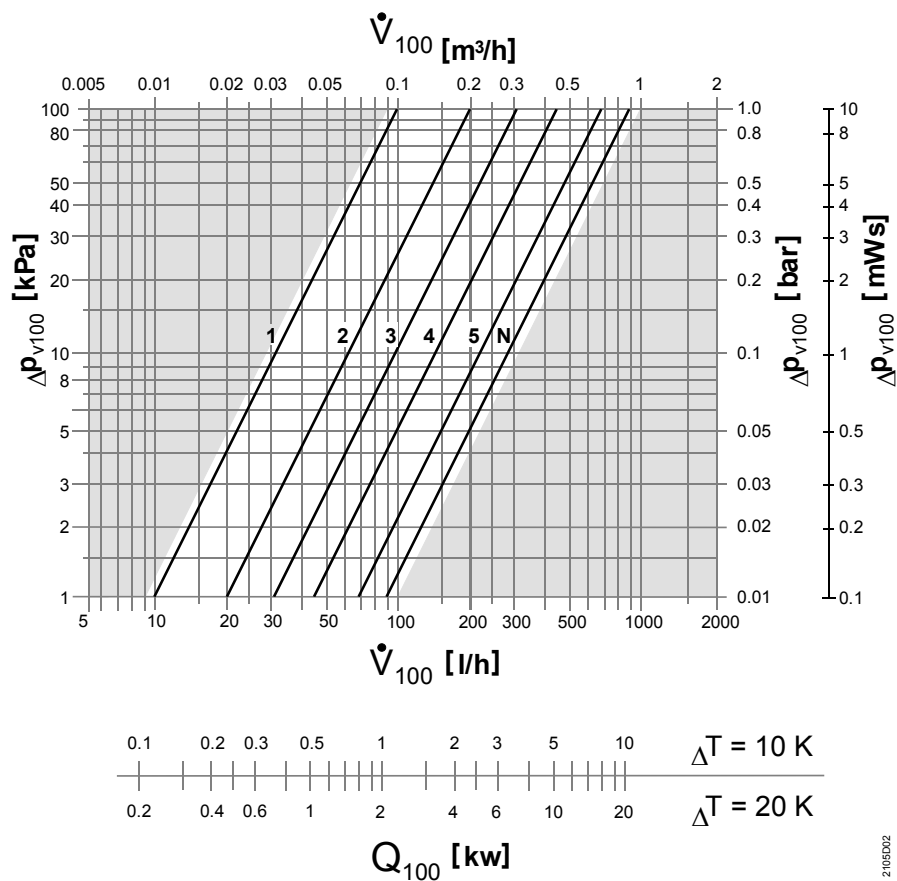 V̇100 [m³/h]
0.005 0.01 0.02 0.03 0.05 0.1 0.2 0.3 0.5 1 2
100 1.0 10
80 0.8 8
50 0.5 5
40 0.4 4
30 0.3 3
20 0.2 2
1 2 3 4 5 N
10 0.1 1
8 0.08
5 0.05 0.5
3 0.03 0.3
2 0.02 0.2
1 0.01 0.1
Δpv100 [kPa]
Δpv100 [bar]
Δpv100 [mWs]
5 10 20 30 50 100 200 300 500 1000 2000
V̇100 [l/h]
0.1 0.2 0.3 0.5 1 2 3 5 10 ΔT = 10 K
0.2 0.4 0.6 1 2 4 6 10 20 ΔT = 20 K
Q100 [kw]
2105D02